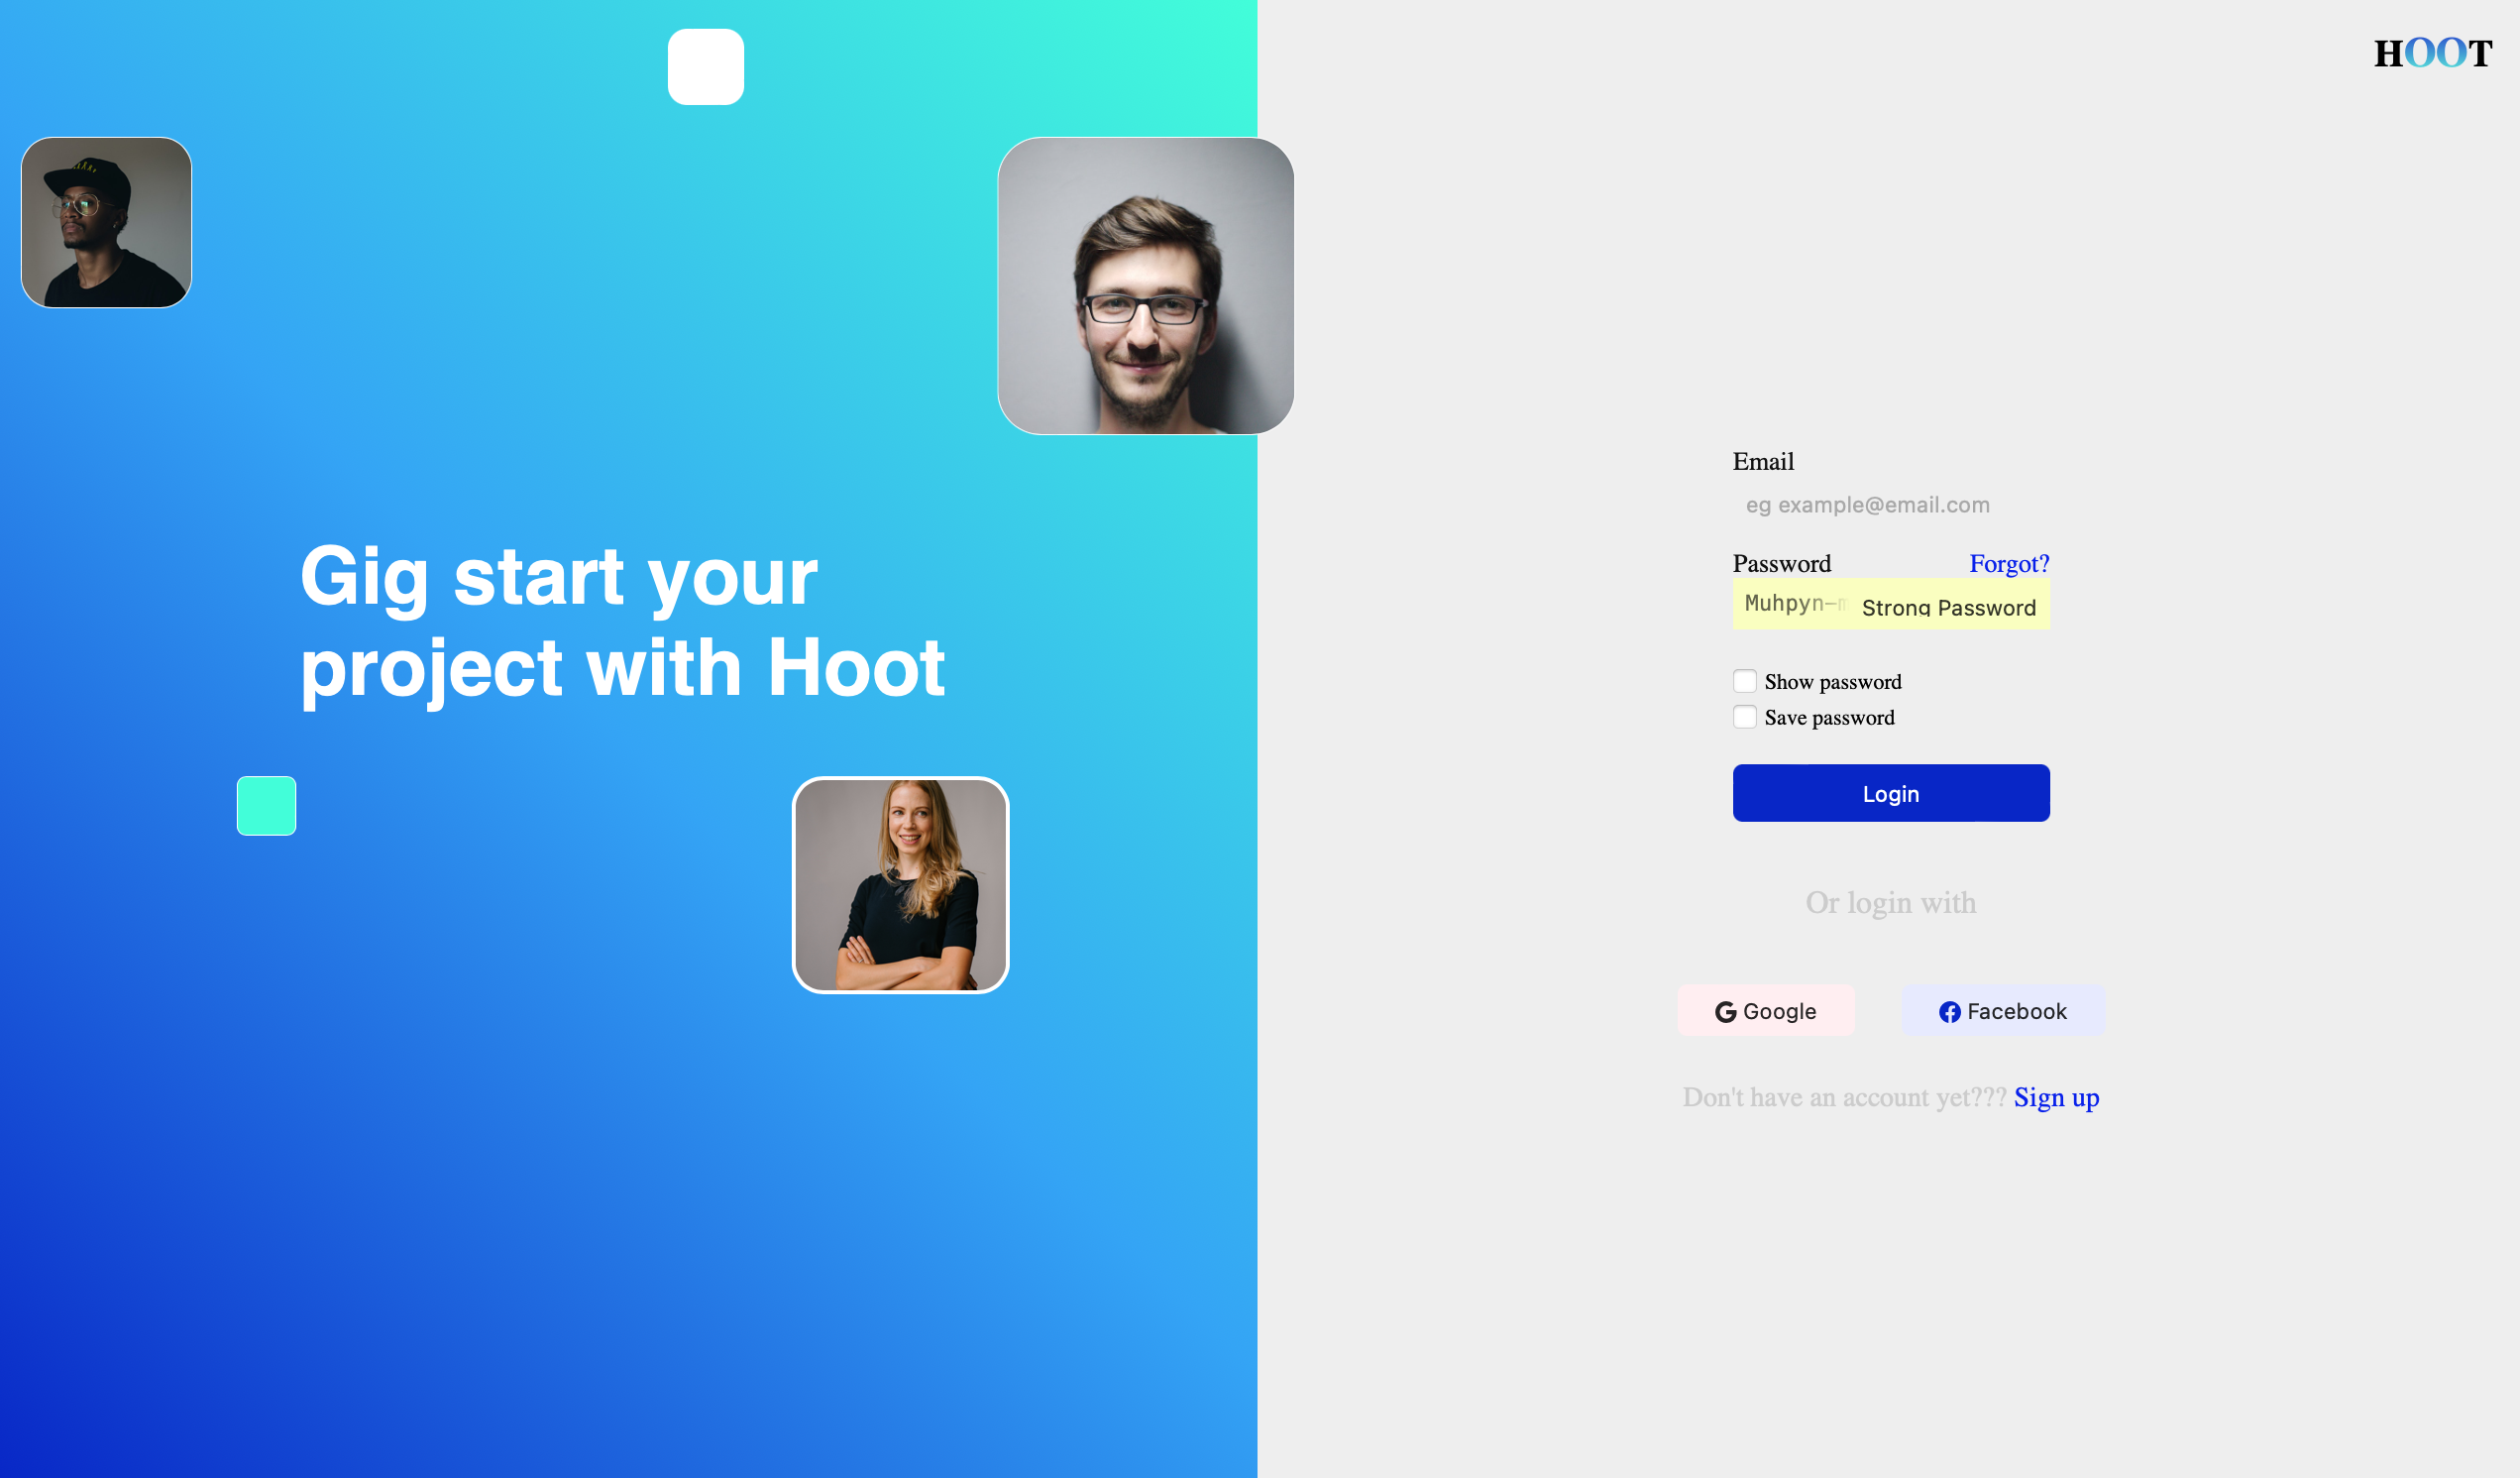 HOOT
Gig start your
project with Hoot
Email
eg example@email.com
Password Forgot?
Muhpyn-m Strong Password
Show password
Save password
Login
Or login with
Google Facebook
Don't have an account yet??? Sign up